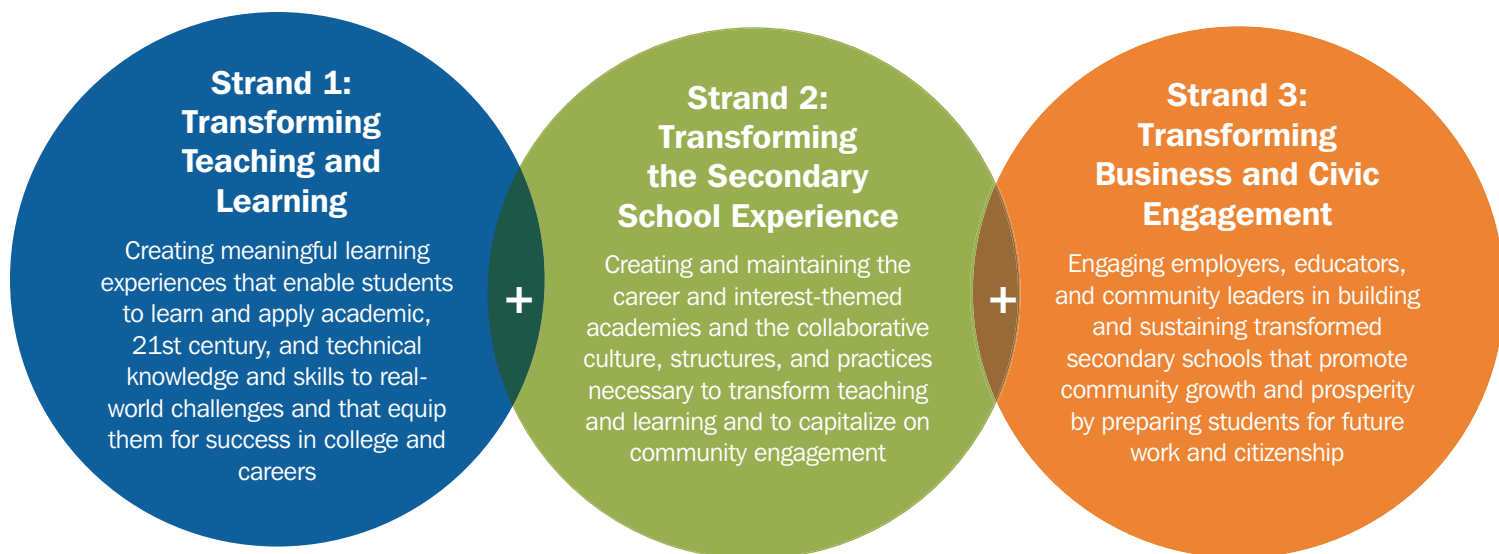 Strand 1:
Transforming
Teaching and
Learning
Creating meaningful learning
experiences that enable students
to learn and apply academic,
21st century, and technical
knowledge and skills to real-
world challenges and that equip
them for success in college and
careers
+
Strand 2:
Transforming
the Secondary
School Experience
Creating and maintaining the
career and interest-themed
academies and the collaborative
culture, structures, and practices
necessary to transform teaching
and learning and to capitalize on
community engagement
+
Strand 3:
Transforming
Business and Civic
Engagement
Engaging employers, educators,
and community leaders in building
and sustaining transformed
secondary schools that promote
community growth and prosperity
by preparing students for future
work and citizenship